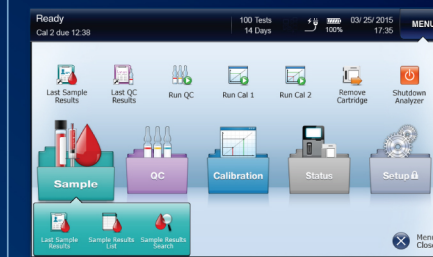 Ready
Cal 2 due 12:38
100 Tests
14 Days
100%
03/ 25/ 2015
17:35
MENU
Last Sample
Results
Last QC
Results
Run QC
Run Cal 1
Run Cal 2
Remove
Cartridge
Shutdown
Analyzer
Sample
QC
Calibration
Status
Setup
Last Sample
Results
Sample Results
List
Sample Results
Search
Menu
Close